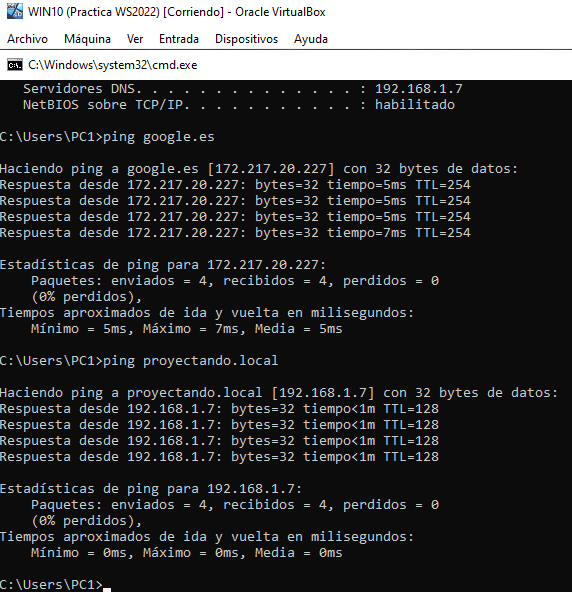 WIN10 (Practica WS2022) [Corriendo] - Oracle VirtualBox
Archivo Máquina Ver Entrada Dispositivos Ayuda
C:\Windows\system32\cmd.exe
Servidores DNS. . . . . . . . . . . . . . : 192.168.1.7
NetBIOS sobre TCP/IP. . . . . . . . . . . : habilitado
C:\Users\PC1>ping google.es
Haciendo ping a google.es [172.217.20.227] con 32 bytes de datos:
Respuesta desde 172.217.20.227: bytes=32 tiempo=5ms TTL=254
Respuesta desde 172.217.20.227: bytes=32 tiempo=5ms TTL=254
Respuesta desde 172.217.20.227: bytes=32 tiempo=5ms TTL=254
Respuesta desde 172.217.20.227: bytes=32 tiempo=7ms TTL=254
Estadísticas de ping para 172.217.20.227:
Paquetes: enviados = 4, recibidos = 4, perdidos = 0
(0% perdidos),
Tiempos aproximados de ida y vuelta en milisegundos:
Mínimo = 5ms, Máximo = 7ms, Media = 5ms
C:\Users\PC1>ping proyectando.local
Haciendo ping a proyectando.local [192.168.1.7] con 32 bytes de datos:
Respuesta desde 192.168.1.7: bytes=32 tiempo<1m TTL=128
Respuesta desde 192.168.1.7: bytes=32 tiempo<1m TTL=128
Respuesta desde 192.168.1.7: bytes=32 tiempo<1m TTL=128
Respuesta desde 192.168.1.7: bytes=32 tiempo<1m TTL=128
Estadísticas de ping para 192.168.1.7:
Paquetes: enviados = 4, recibidos = 4, perdidos = 0
(0% perdidos),
Tiempos aproximados de ida y vuelta en milisegundos:
Mínimo = 0ms, Máximo = 0ms, Media = 0ms
C:\Users\PC1>